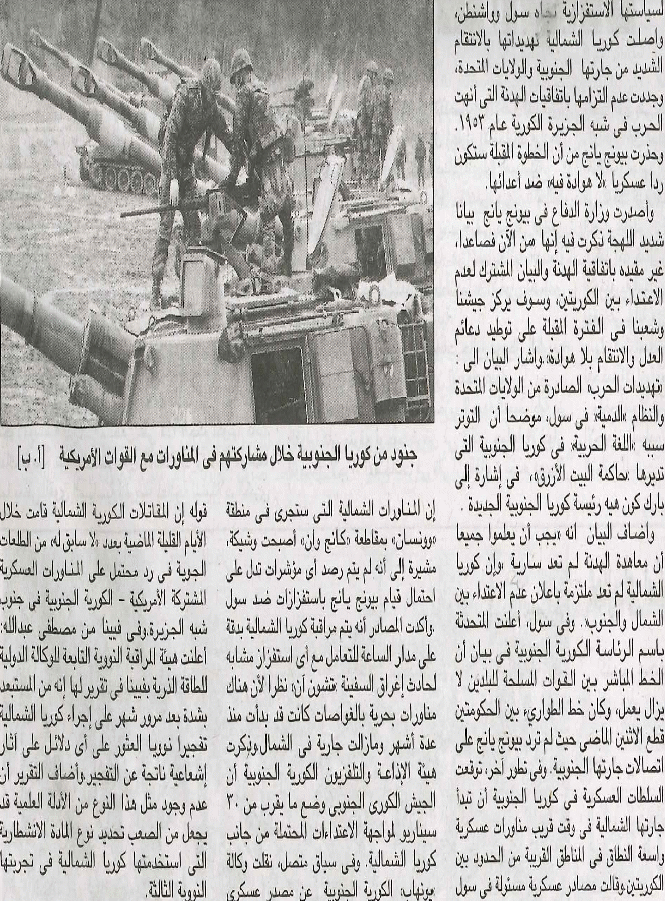 لسياستها الاستفزازية تجاه سول وواشنطن،
واصلت كوريا الشمالية تهديداتها بالانتقام
الشديد من جارتها الجنوبية والولايات المتحدة،
وجددت عدم التزامها باتفاقيات الهدنة التى أنهت
الحرب فى شبه الجزيرة الكورية عام ١٩٥٣.
وحذرت بيونج يانج من أن الخطوة المقبلة ستكون
ردا عسكريا «لا هوادة فيه» ضد أعدائها.
وأصدرت وزارة الدفاع فى بيونج يانج بيانا
شديد اللهجة ذكرت فيه إنها «من الآن فصاعدا،
غير مقيده باتفاقية الهدنة والبيان المشترك لعدم
الاعتداء بين الكوريتين، وسوف يركز جيشنا
وشعبنا فى الفترة المقبلة على توطيد دعائم
العدل والانتقام بلا هوادة».واشار البيان الى :
تهديدات الحرب» الصادرة من الولايات المتحدة
والنظام «الدمية» فى سول، موضحا أن التوتر
سببه «اللغة الحربية» فى كوريا الجنوبية التى
تديرها «حاكمة البيت الأزرق»، فى إشارة إلى
بارك كون هيه رئيسة كوريا الجنوبية الجديدة .
وأضاف البيان أنه «يجب أن يعلموا جميعا
أن معاهدة الهدنة لم تعد سارية ،وإن كوريا
الشمالية لم تعد ملتزمة باعلان عدم الاعتداء بين
الشمال والجنوب». وفى سول، أعلنت المتحدثة
باسم الرئاسة الكورية الجنوبية فى بيان أن
الخط المباشر بين القوات المسلحة للبلدين لا
يزال يعمل، وكان خط الطوارىء بين الحكومتين
قطع الاثنين الماضى حيث لم ترد بيونج يانج على
اتصالات جارتها الجنوبية .وفى تطور آخر، توقعت
السلطات العسكرية فى كوريا الجنوبية أن تبدأ
جارتها الشمالية فى وقت قريب مناورات عسكرية
واسعة النطاق فى المناطق القريبة من الحدود بين
الكوريتين.وقالت مصادر عسكرية مسئولة فى سول
جنود من كوريا الجنوبية خلال مشاركتهم فى المناورات مع القوات الأمريكية [أ.ب]
إن المناورات الشمالية التى ستجرى فى منطقة
«وونسان» بمقاطعة «كانج وان» أصبحت وشيكة،
مشيرة إلى أنه لم يتم رصد أى مؤشرات تدل على
احتمال قيام بيونج يانج باستفزازات ضد سول
.وأكدت المصادر أنه يتم مراقبة كوريا الشمالية بدقة
على مدار الساعة للتعامل مع أى استفزاز مشابه
لحادث إغراق السفينة «تشون آن» نظرا لأن هناك
مناورات بحرية بالغواصات كانت قد بدات منذ
عدة أشهر ومازالت جارية فى الشمال.وذكرت
هيئة الإذاعة والتلفزيون الكورية الجنوبية أن
الجيش الكورى الجنوبى وضع ما يقرب من ٣٠
سيناريو لمواجهة الاعتداءات المحتملة من جانب
كوريا الشمالية. وفى سياق متصل، نقلت وكالة
«يونهاب» الكورية الجنوبية عن مصدر عسكرى
قوله إن المقاتلات الكورية الشمالية قامت خلال
الأيام القليلة الماضية بعدد «لا سابق له» من الطلعات
الجوية فى رد محتمل على المناورات العسكرية
المشتركة الأمريكية - الكورية الجنوبية فى جنوب
شبه الجزيرة.وفى فيينا من مصطفى عبدالله:
أعلنت هيئة المراقبة النووية التابعة للوكالة الدولية
للطاقة الذرية بفيينا فى تقرير لها إنه من المستبعد
بشدة بعد مرور شهر على إجراء كوريا الشمالية
تفجيرا نوويا العثور على أى دلائل على آثار
إشعاعية ناتجة عن التفجير.وأضاف التقرير أن
عدم وجود مثل هذا النوع من الأدلة العلمية قد
يجعل من الصعب تحديد نوع المادة الانشطارية
التى استخدمتها كوريا الشمالية فى تجربتها
النووية الثالثة.